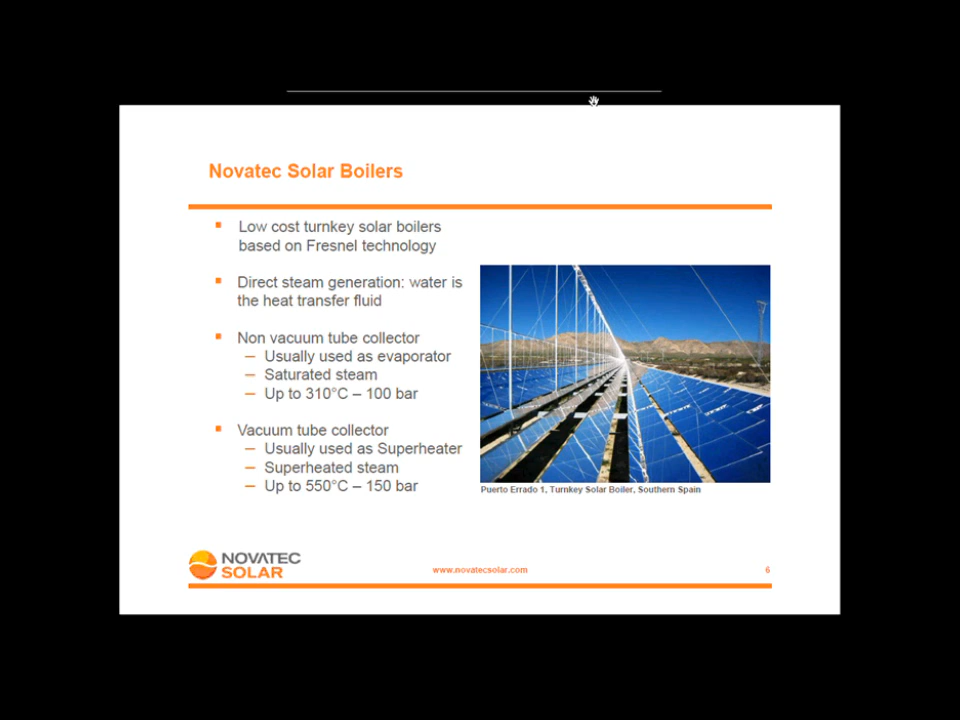 Novatec Solar Boilers
Low cost turnkey solar boilers
based on Fresnel technology
Direct steam generation: water is
the heat transfer fluid
Non vacuum tube collector
– Usually used as evaporator
– Saturated steam
– Up to 310°C – 100 bar
Vacuum tube collector
– Usually used as Superheater
– Superheated steam
– Up to 550°C – 150 bar
Puerto Errado 1, Turnkey Solar Boiler, Southern Spain
NOVATEC
SOLAR
www.novatecsolar.com
6